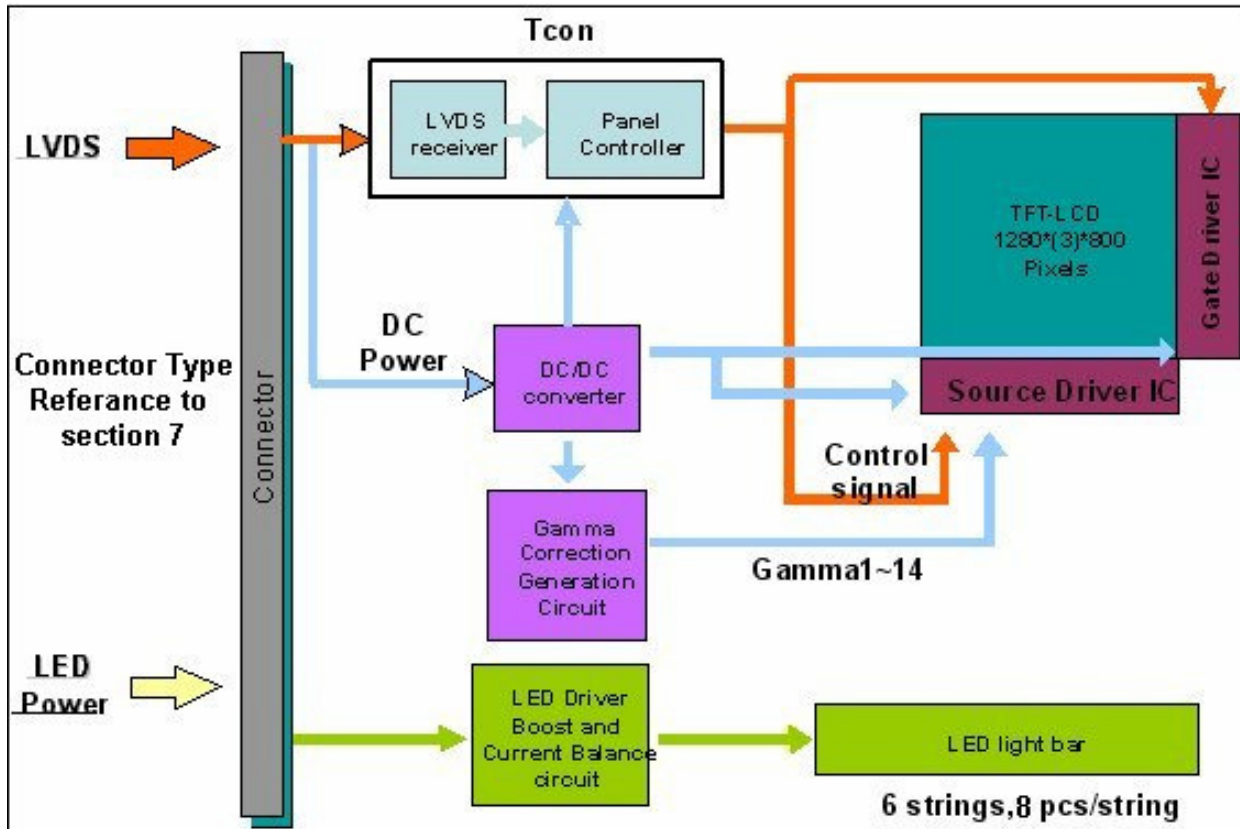 Tcon
LVDS
LVDS
receiver
Panel
Controller
TFT-LCD
1280*(3)*800
Pixels
Gate Driver IC
Source Driver IC
DC
Power
DC/DC
converter
Connector Type
Referance to
section 7
Connector
Control
signal
Gamma
Correction
Generation
Circuit
Gamma1~14
LED
Power
LED Driver
Boost and
Current Balance
circuit
LED light bar
6 strings,8 pcs/string